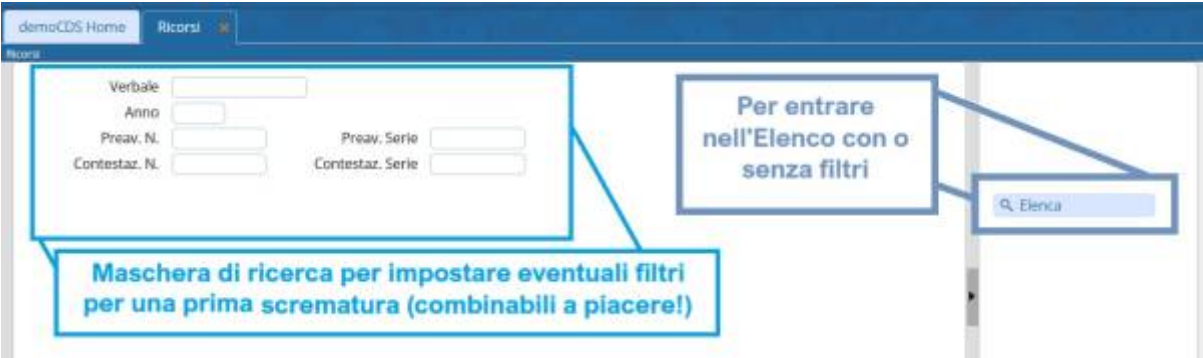 demoCDS Home Ricorsi
Ricorsi
Verbale
Anno
Preav. N. Preav. Serie
Contestaz. N. Contestaz. Serie
Per entrare
nell'Elenco con o
senza filtri
Elenca
Maschera di ricerca per impostare eventuali filtri
per una prima scrematura (combinabili a piacere!)